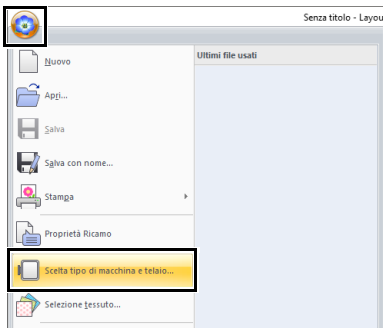 Senza titolo - Layou
Nuovo
Ultimi file usati
Apri...
Salva
Salva con nome...
Stampa
Proprietà Ricamo
Scelta tipo di macchina e telaio...
Selezione tessuto...